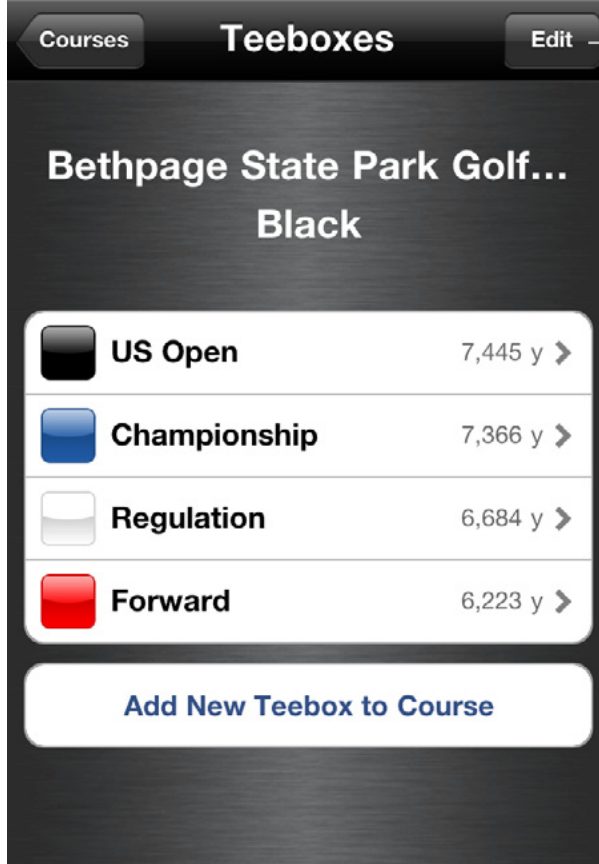 Courses Teeboxes Edit
Bethpage State Park Golf...
Black
US Open 7,445 y
Championship 7,366 y
Regulation 6,684 y
Forward 6,223 y
Add New Teebox to Course